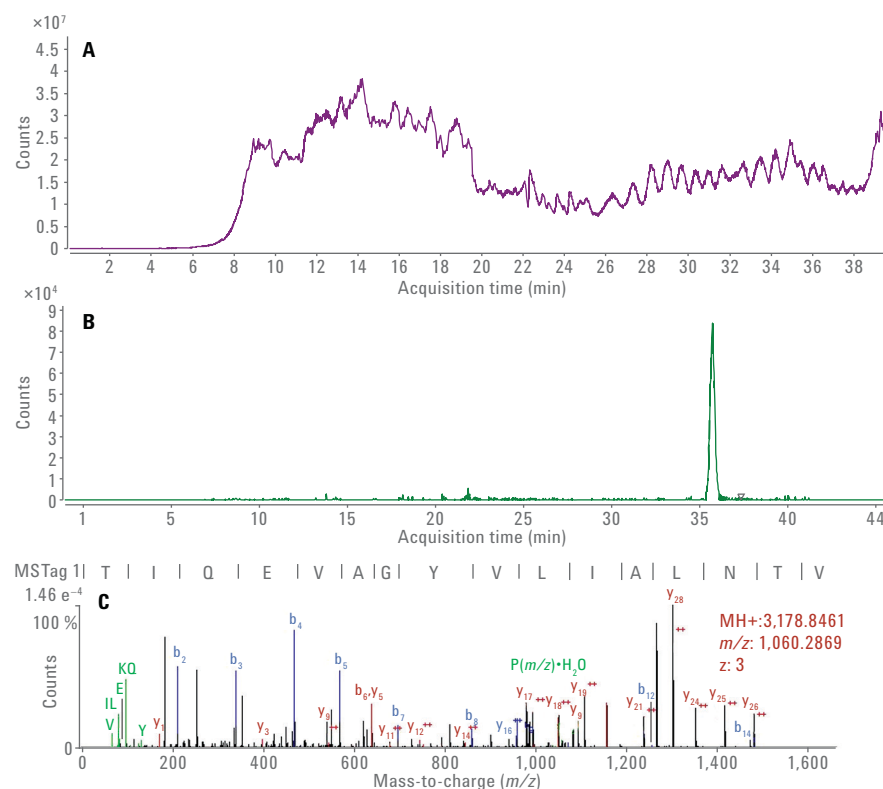 ×10⁷
A
4.5
4
3.5
3
2.5
2
1.5
1
0.5
0
Counts
2 4 6 8 10 12 14 16 18 20 22 24 26 28 30 32 34 36 38
Acquisition time (min)
×10⁴
B
9
8
7
6
5
4
3
2
1
0
Counts
1 5 10 15 20 25 30 35 40 44
Acquisition time (min)
MSTag 1 | T | I | Q | E | V | A | G | Y | V | L | I | A | L | N | T | V
1.46 e⁻⁴
C
100 %
0
y₂₈ ++
MH+:3,178.8461
m/z: 1,060.2869
z: 3
P(m/z)•H₂O
V
IL
E
KQ
Y
y₁
b₂
b₃
y₃
b₄
y₉ ++
b₅
b₆,y₅
y₁₁ ++
b₇
y₁₂ ++
y₁₄ ++
b₈
y₁₆ ++
y₁₇ ++
y₁₈ ++
y₉
y₁₉ ++
y₂₁ ++
b₁₂
y₂₄ ++
y₂₅ ++
b₁₄
y₂₆ ++
0 200 400 600 800 1,000 1,200 1,400 1,600
Mass-to-charge (m/z)